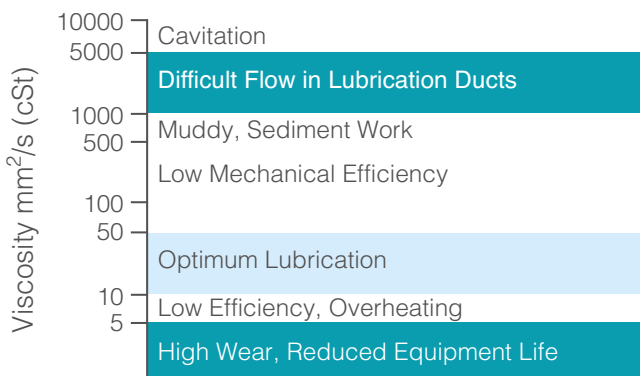 Viscosity mm²/s (cSt)
10000
Cavitation
5000
Difficult Flow in Lubrication Ducts
1000
Muddy, Sediment Work
500
Low Mechanical Efficiency
100
50
Optimum Lubrication
10
Low Efficiency, Overheating
5
High Wear, Reduced Equipment Life